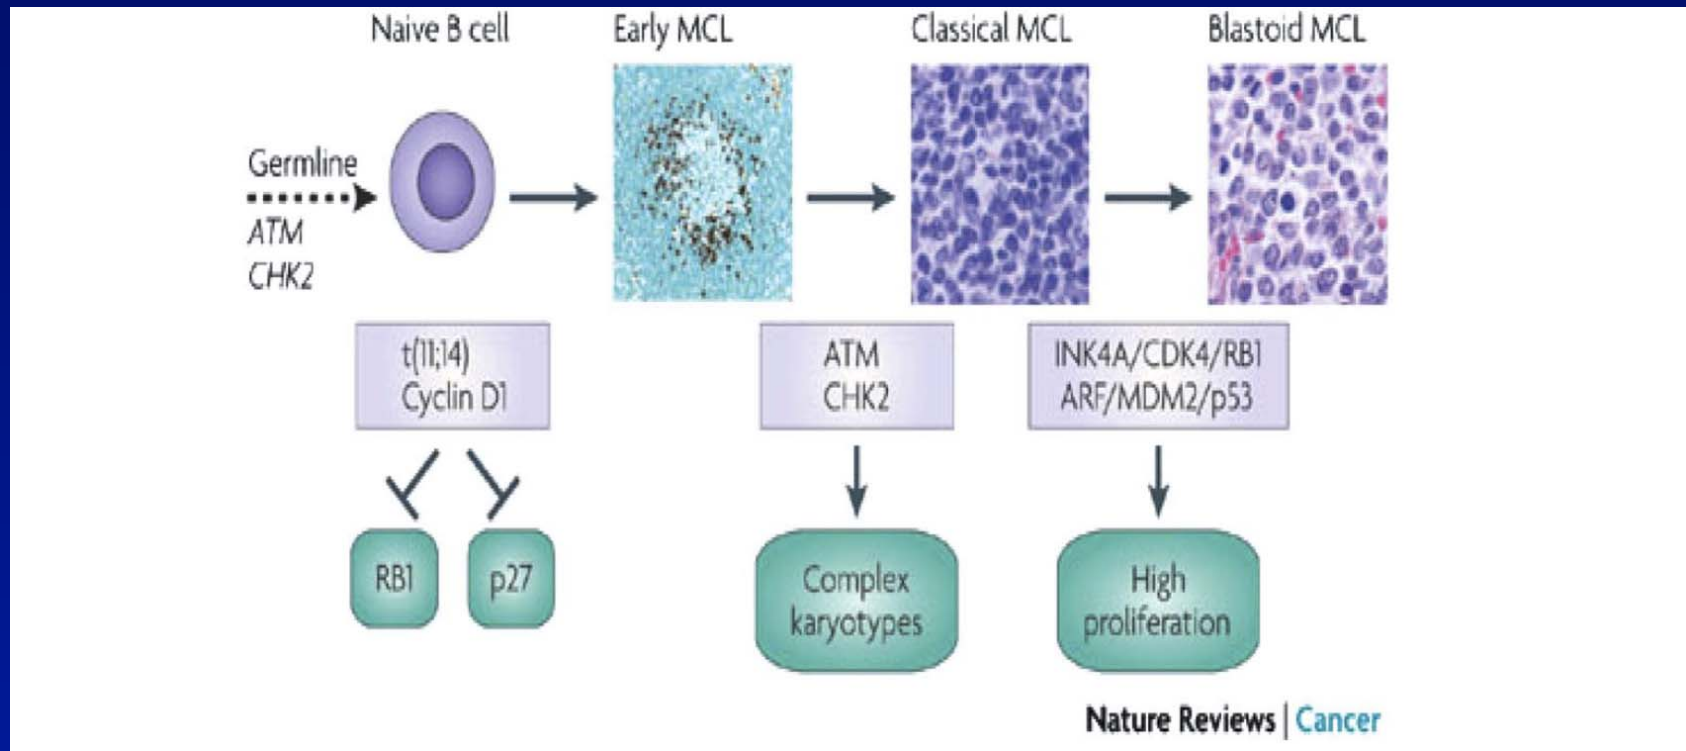 Naive B cell
Early MCL
Classical MCL
Blastoid MCL
Germline
ATM
CHK2
t(11;14)
Cyclin D1
ATM
CHK2
INK4A/CDK4/RB1
ARF/MDM2/p53
RB1
p27
Complex
karyotypes
High
proliferation
Nature Reviews | Cancer